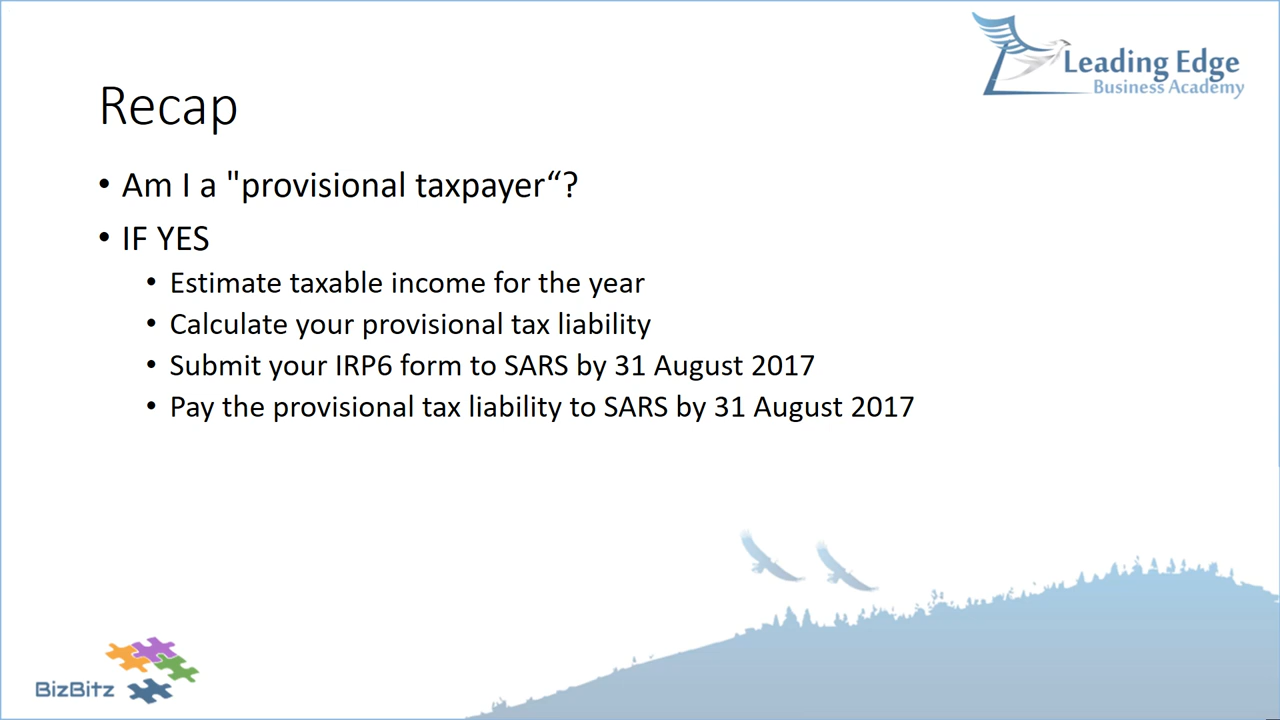 Leading Edge
Business Academy
Recap
• Am I a "provisional taxpayer“?
• IF YES
• Estimate taxable income for the year
• Calculate your provisional tax liability
• Submit your IRP6 form to SARS by 31 August 2017
• Pay the provisional tax liability to SARS by 31 August 2017
BizBitz